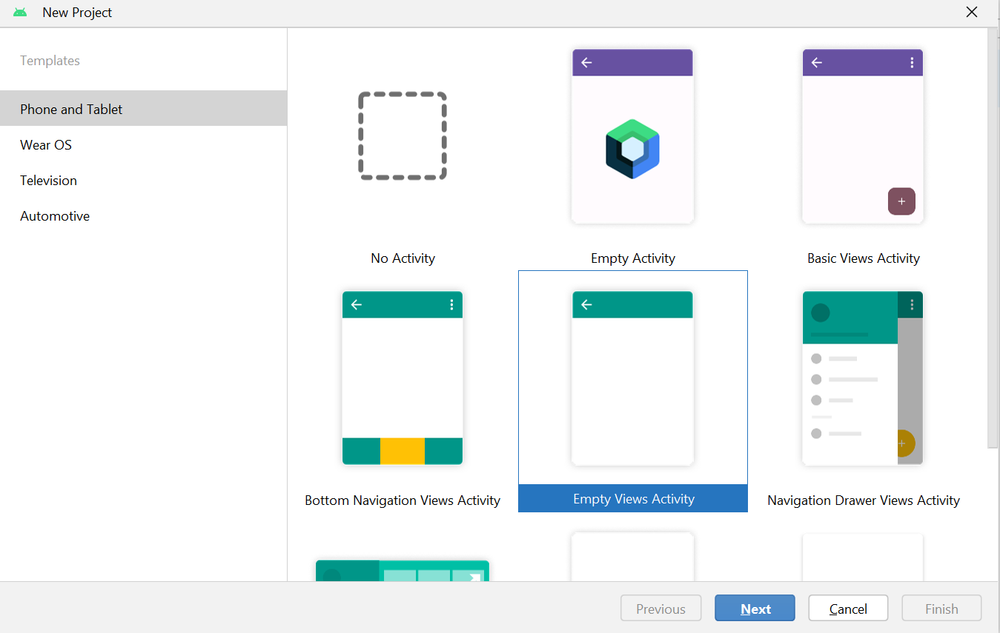 New Project
Templates
Phone and Tablet
Wear OS
Television
Automotive
No Activity
Empty Activity
Basic Views Activity
Bottom Navigation Views Activity
Empty Views Activity
Navigation Drawer Views Activity
Previous
Next
Cancel
Finish